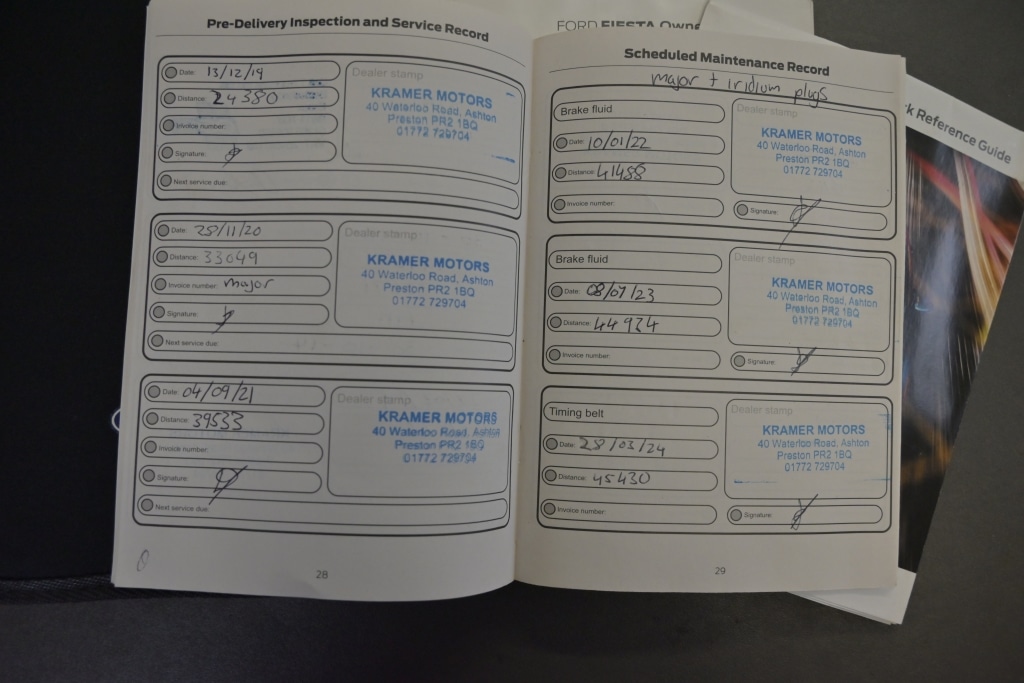 Pre-Delivery Inspection and Service Record
Date: 13/12/19
Distance: 24380
Invoice number:
Signature:
Next service due:
Dealer stamp
KRAMER MOTORS
40 Waterloo Road, Ashton
Preston PR2 1BQ
01772 729704
Date: 28/11/20
Distance: 33049
Invoice number: major
Signature:
Next service due:
Dealer stamp
KRAMER MOTORS
40 Waterloo Road, Ashton
Preston PR2 1BQ
01772 729704
Date: 04/09/21
Distance: 39533
Invoice number:
Signature:
Next service due:
Dealer stamp
KRAMER MOTORS
40 Waterloo Road, Ashton
Preston PR2 1BQ
01772 729704
28
FORD FIESTA Owne
Scheduled Maintenance Record
major + iridium plugs
Brake fluid
Date: 10/01/22
Distance: 41488
Invoice number:
Dealer stamp
KRAMER MOTORS
40 Waterloo Road, Ashton
Preston PR2 1BQ
01772 729704
Signature:
Brake fluid
Date: 08/07/23
Distance: 44934
Invoice number:
Dealer stamp
KRAMER MOTORS
40 Waterloo Road, Ashton
Preston PR2 1BQ
01772 729704
Signature:
Timing belt
Date: 28/03/24
Distance: 45430
Invoice number:
Dealer stamp
KRAMER MOTORS
40 Waterloo Road, Ashton
Preston PR2 1BQ
01772 729704
Signature:
29
k Reference Guide